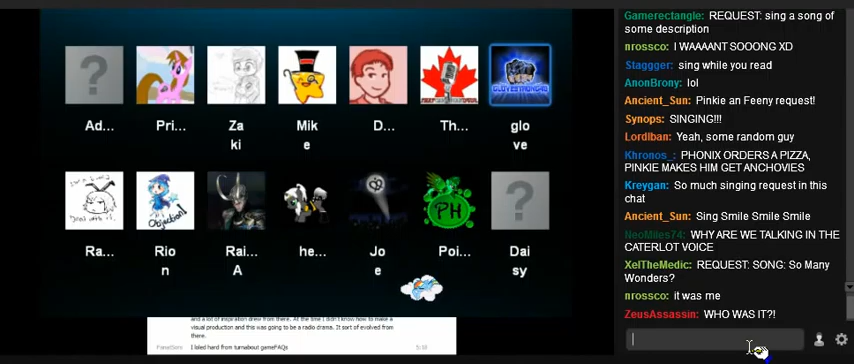 Ad...
Pri...
Za
ki
Mik
e
D...
Th...
glo
ve
Ra...
Rio
n
Rai...
A
he...
Jo
e
Poi...
Dai
sy
Objection!
PH
and a lot of inspiration drew from there. At the time I didn't know how to make a
visual production and this was going to be a radio drama. It sort of evolved from
there.
I loled hard from turnabout gameFAQs
Gamerectangle: REQUEST: sing a song of
some description
nrossco: I WAAAANT SOOONG XD
Staggger: sing while you read
AnonBrony: lol
Ancient_Sun: Pinkie an Feeny request!
Synops: SINGING!!!
Lordiban: Yeah, some random guy
Khronos_: PHONIX ORDERS A PIZZA,
PINKIE MAKES HIM GET ANCHOVIES
Kreygan: So much singing request in this
chat
Ancient_Sun: Sing Smile Smile Smile
NeoMiles74: WHY ARE WE TALKING IN THE
CATERLOT VOICE
XelTheMedic: REQUEST: SONG: So Many
Wonders?
nrossco: it was me
ZeusAssassin: WHO WAS IT?!